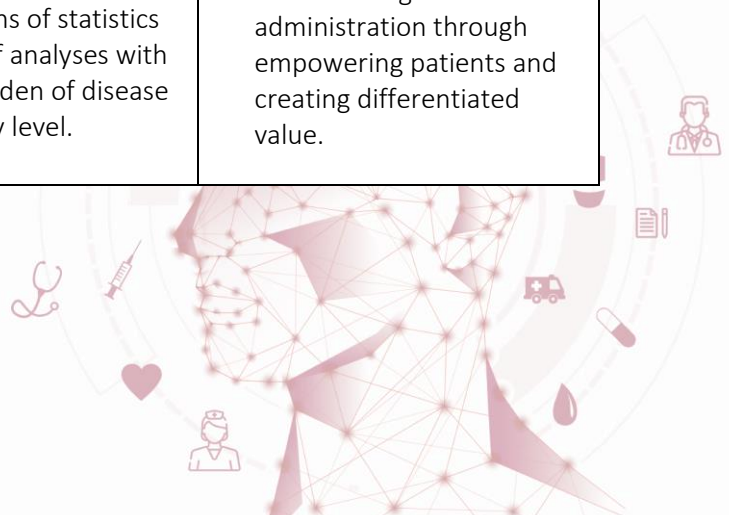 ns of statistics
analyses with
den of disease
level.
administration through
empowering patients and
creating differentiated
value.